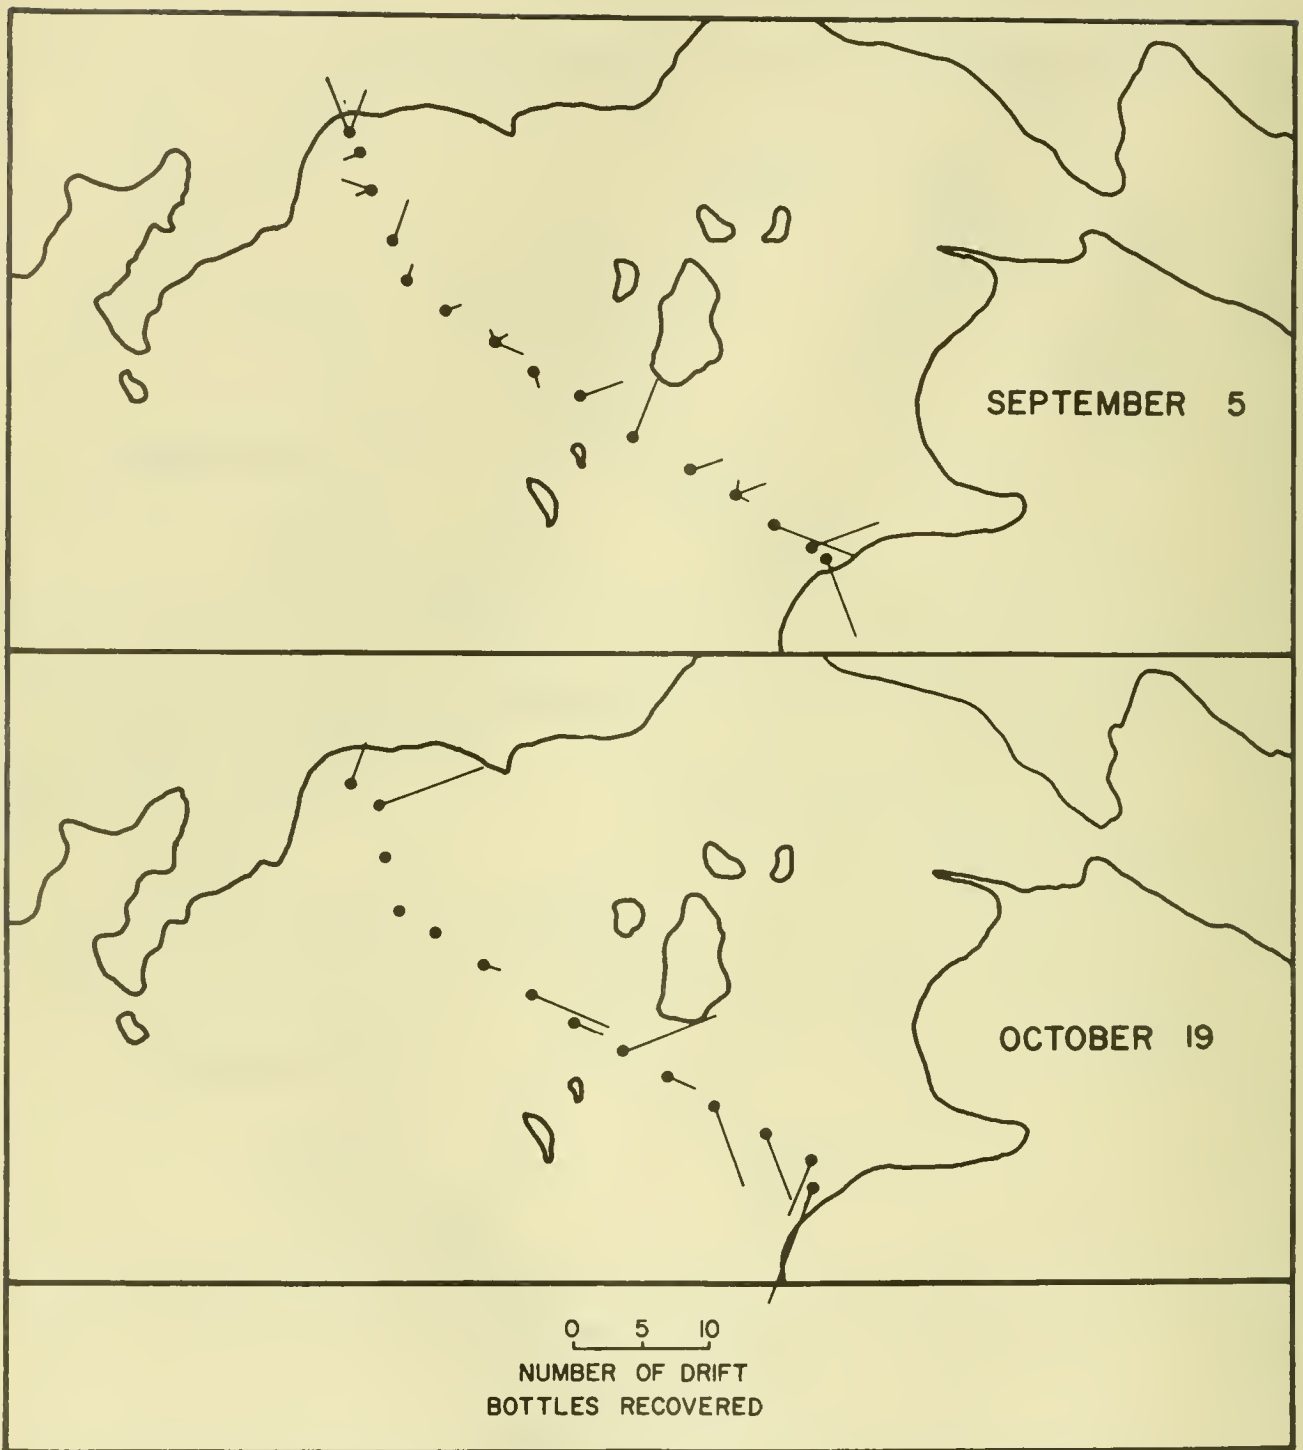 SEPTEMBER 5
OCTOBER 19
0 5 10
NUMBER OF DRIFT
BOTTLES RECOVERED